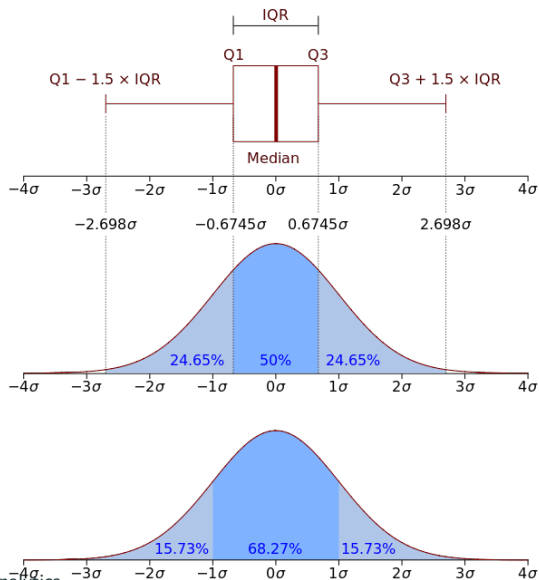 IQR
Q1 Q3
Q1 − 1.5 × IQR Q3 + 1.5 × IQR
Median
−4σ −3σ −2σ −1σ 0σ 1σ 2σ 3σ 4σ
−2.698σ −0.6745σ 0.6745σ 2.698σ
24.65% 50% 24.65%
−4σ −3σ −2σ −1σ 0σ 1σ 2σ 3σ 4σ
15.73% 68.27% 15.73%
−4σ −3σ −2σ −1σ 0σ 1σ 2σ 3σ 4σ